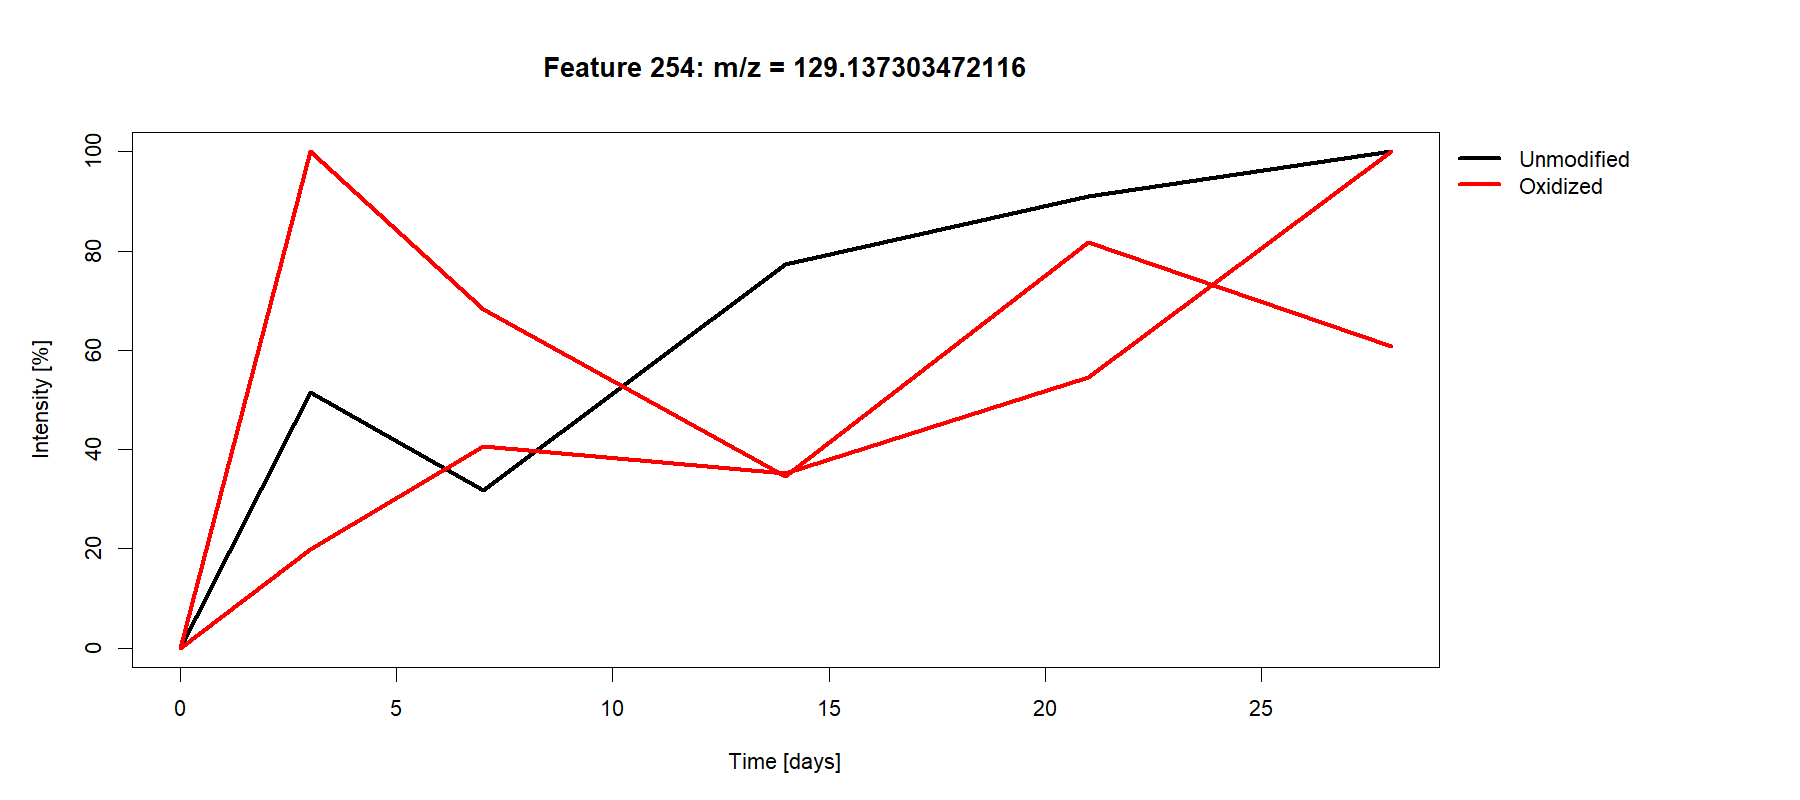 Feature 254: m/z = 129.137303472116
Unmodified
Oxidized
Intensity [%]
100
80
60
40
20
0
0 5 10 15 20 25
Time [days]